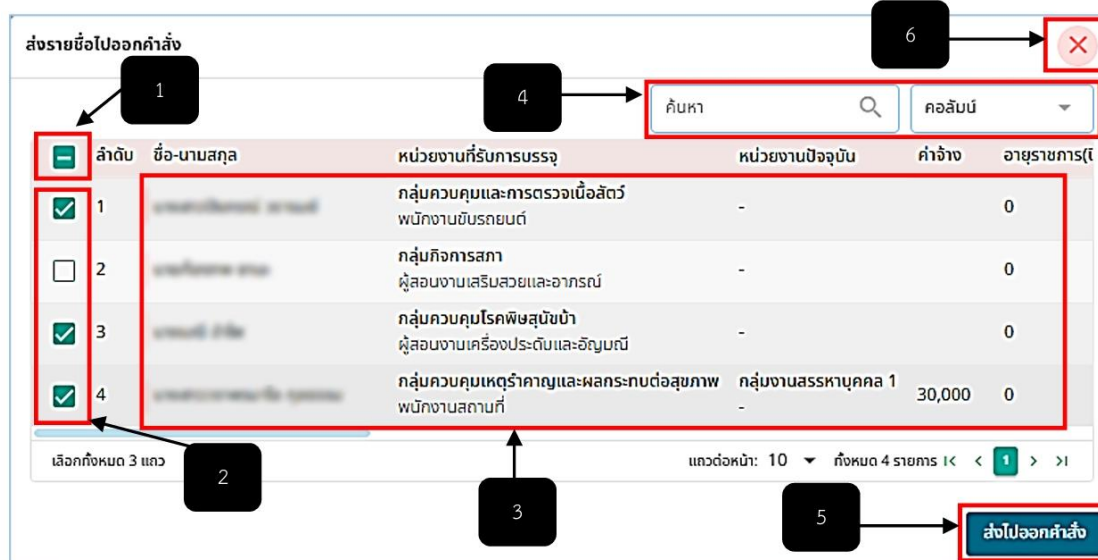 6
ส่งรายชื่อไปออกคำสั่ง
1
4
ค้นหา คอลัมน์
ลำดับ ชื่อ-นามสกุล หน่วยงานที่รับการบรรจุ หน่วยงานปัจจุบัน ค่าจ้าง อายุราชการ(ปี
กลุ่มควบคุมและการตรวจเนื้อสัตว์
1 - 0
พนักงานขับรถยนต์
กลุ่มกิจการสภา
2 - 0
ผู้สอนงานเสริมสวยและอาภรณ์
กลุ่มควบคุมโรคพิษสุนัขบ้า
3 - 0
ผู้สอนงานเครื่องประดับและอัญมณี
กลุ่มควบคุมเหตุรำคาญและผลกระทบต่อสุขภาพ กลุ่มงานสรรหาบุคคล 1
4 30,000 0
พนักงานสถานที่ -
เลือกทั้งหมด 3 แถว แถวต่อหน้า: 10 ทั้งหมด 4 รายการ 1
2
3
5
ส่งไปออกคำสั่ง